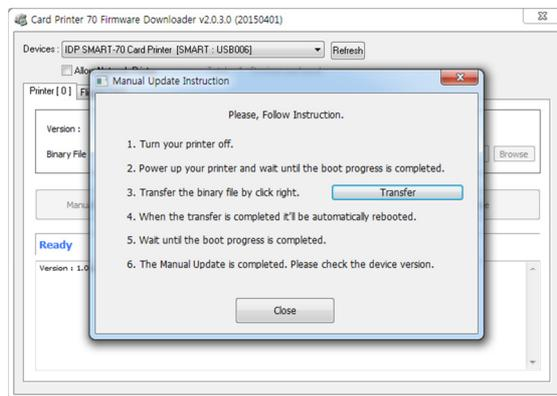 Card Printer 70 Firmware Downloader v2.0.3.0 (20150401)
Devices : IDP SMART-70 Card Printer [SMART : USB006] Refresh
Manual Update Instruction
Printer [ 0 ]
Please, Follow Instruction.
Version :
1. Turn your printer off.
Binary File
2. Power up your printer and wait until the boot progress is completed.
Browse
3. Transfer the binary file by click right. Transfer
4. When the transfer is completed it'll be automatically rebooted.
Ready
5. Wait until the boot progress is completed.
Version : 1.0
6. The Manual Update is completed. Please check the device version.
Close